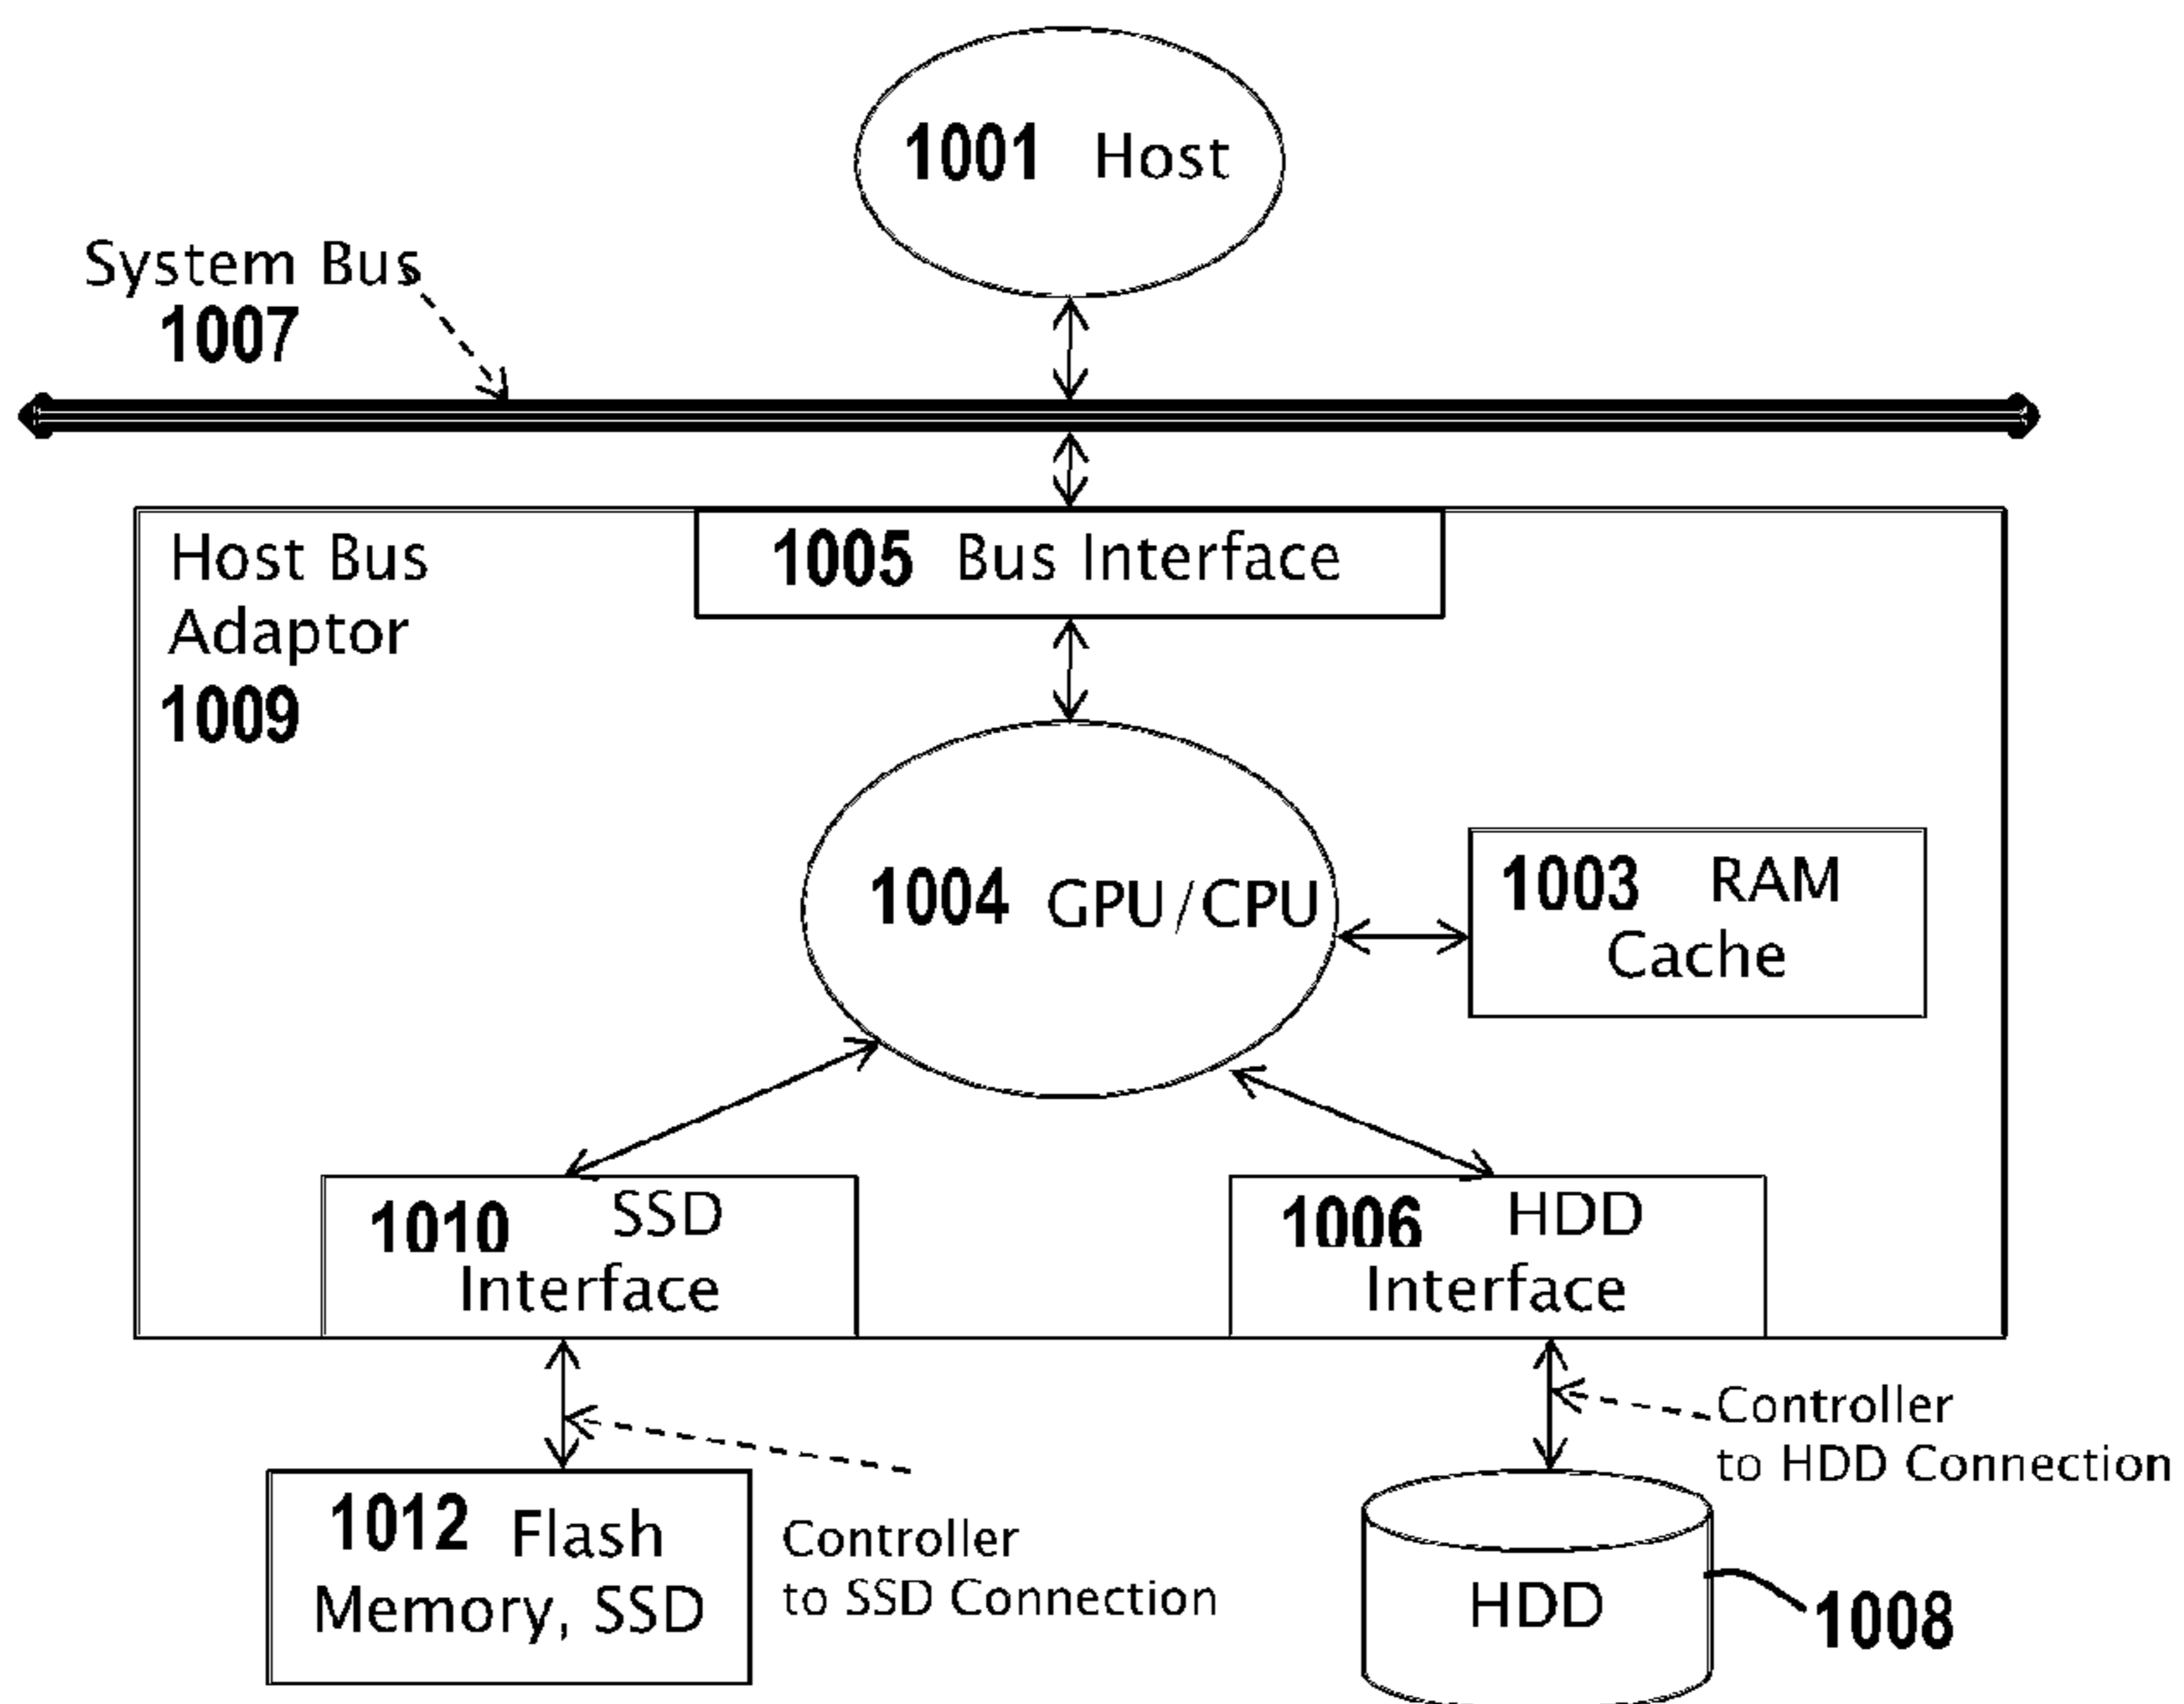 1001 Host
System Bus
1007
Host Bus
Adaptor
1009
1005 Bus Interface
1004 GPU/CPU
1003 RAM
Cache
1010 SSD
Interface
1006 HDD
Interface
Controller
to HDD Connection
1012 Flash
Memory, SSD
Controller
to SSD Connection
HDD
1008